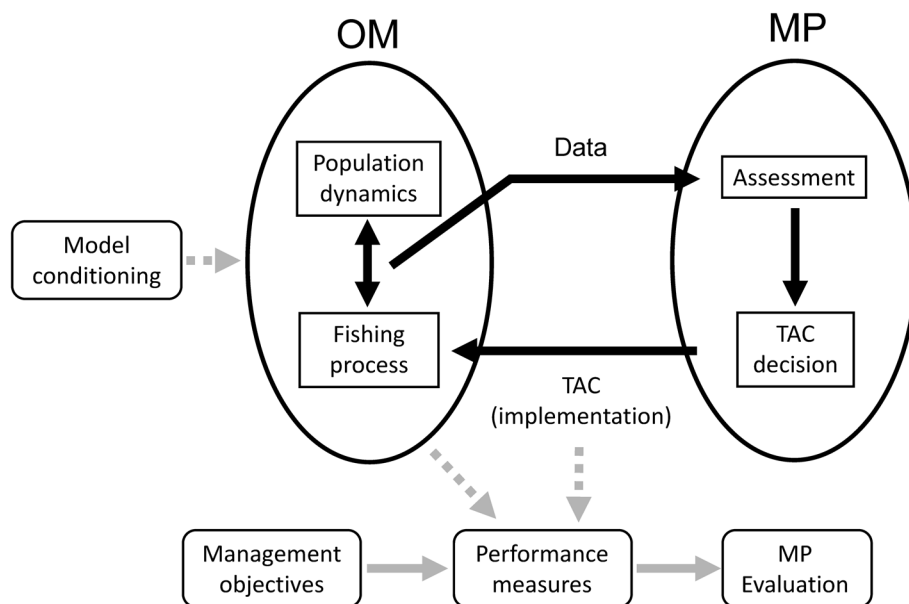 OM
MP
Data
Population
dynamics
Assessment
Model
conditioning
Fishing
process
TAC
decision
TAC
(implementation)
Management
objectives
Performance
measures
MP
Evaluation